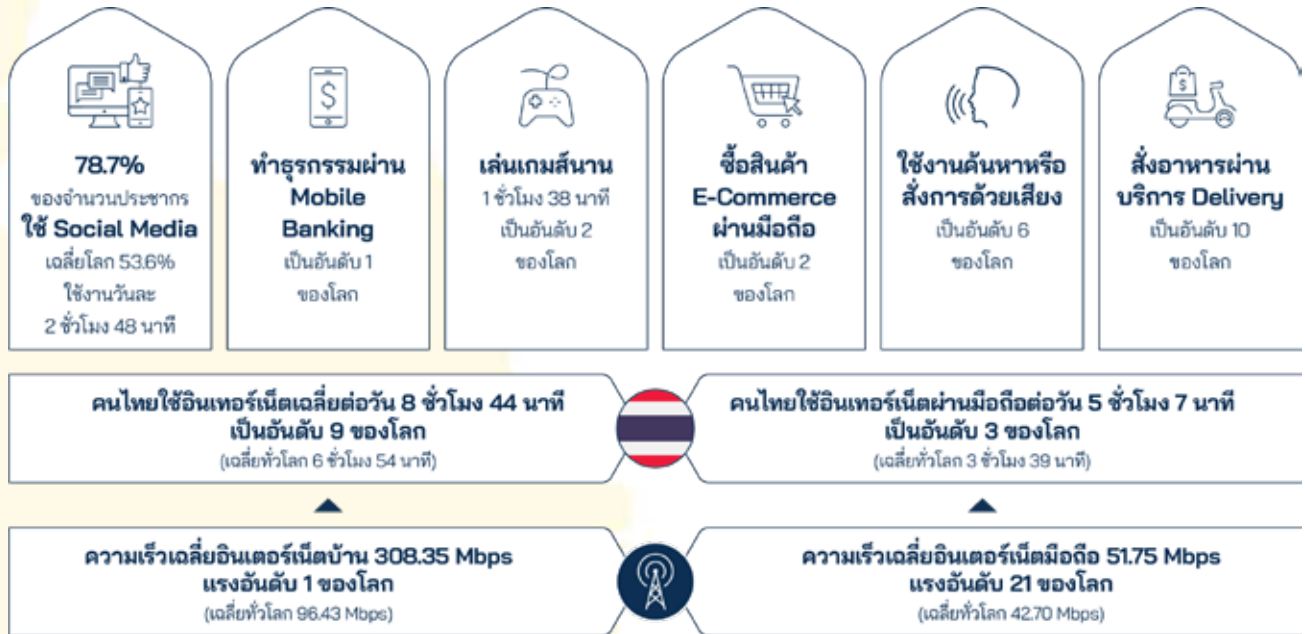 78.7%
ของจำนวนประชากร
ใช้ Social Media
เฉลี่ยโลก 53.6%
ใช้งานวันละ
2 ชั่วโมง 48 นาที
ทำธุรกรรมผ่าน
Mobile
Banking
เป็นอันดับ 1
ของโลก
เล่นเกมส์นาน
1 ชั่วโมง 38 นาที
เป็นอันดับ 2
ของโลก
ซื้อสินค้า
E-Commerce
ผ่านมือถือ
เป็นอันดับ 2
ของโลก
ใช้งานค้นหาหรือ
สั่งการด้วยเสียง
เป็นอันดับ 6
ของโลก
สั่งอาหารผ่าน
บริการ Delivery
เป็นอันดับ 10
ของโลก
คนไทยใช้อินเทอร์เน็ตเฉลี่ยต่อวัน 8 ชั่วโมง 44 นาที
เป็นอันดับ 9 ของโลก
(เฉลี่ยทั่วโลก 6 ชั่วโมง 54 นาที)
คนไทยใช้อินเทอร์เน็ตผ่านมือถือต่อวัน 5 ชั่วโมง 7 นาที
เป็นอันดับ 3 ของโลก
(เฉลี่ยทั่วโลก 3 ชั่วโมง 39 นาที)
ความเร็วเฉลี่ยอินเตอร์เน็ตบ้าน 308.35 Mbps
แรงอันดับ 1 ของโลก
(เฉลี่ยทั่วโลก 96.43 Mbps)
ความเร็วเฉลี่ยอินเตอร์เน็ตมือถือ 51.75 Mbps
แรงอันดับ 21 ของโลก
(เฉลี่ยทั่วโลก 42.70 Mbps)